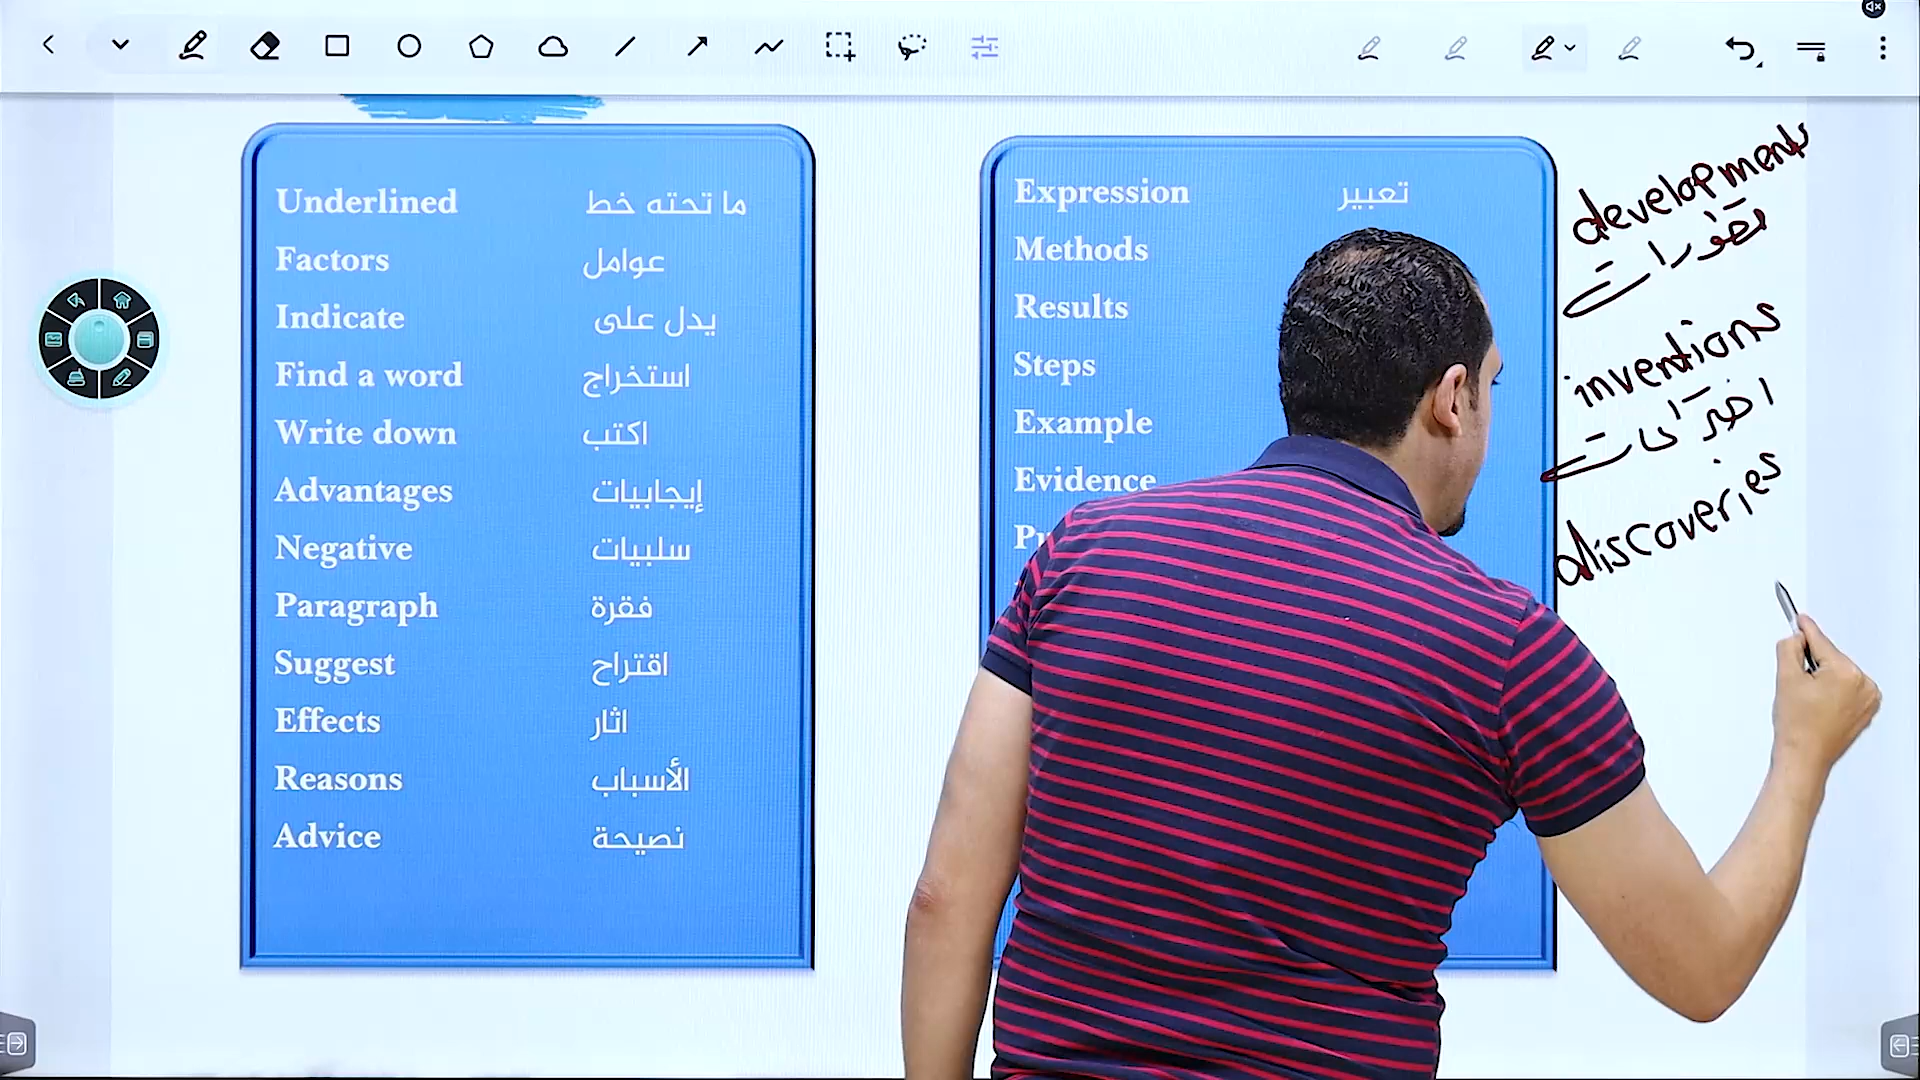 Underlined ما تحته خط
Factors عوامل
Indicate يدل على
Find a word استخراج
Write down اكتب
Advantages إيجابيات
Negative سلبيات
Paragraph فقرة
Suggest اقتراح
Effects اثار
Reasons الأسباب
Advice نصيحة
Expression تعبير
Methods
Results
Steps
Example
Evidence
developments
تطورات
inventions
اختراعات
discoveries